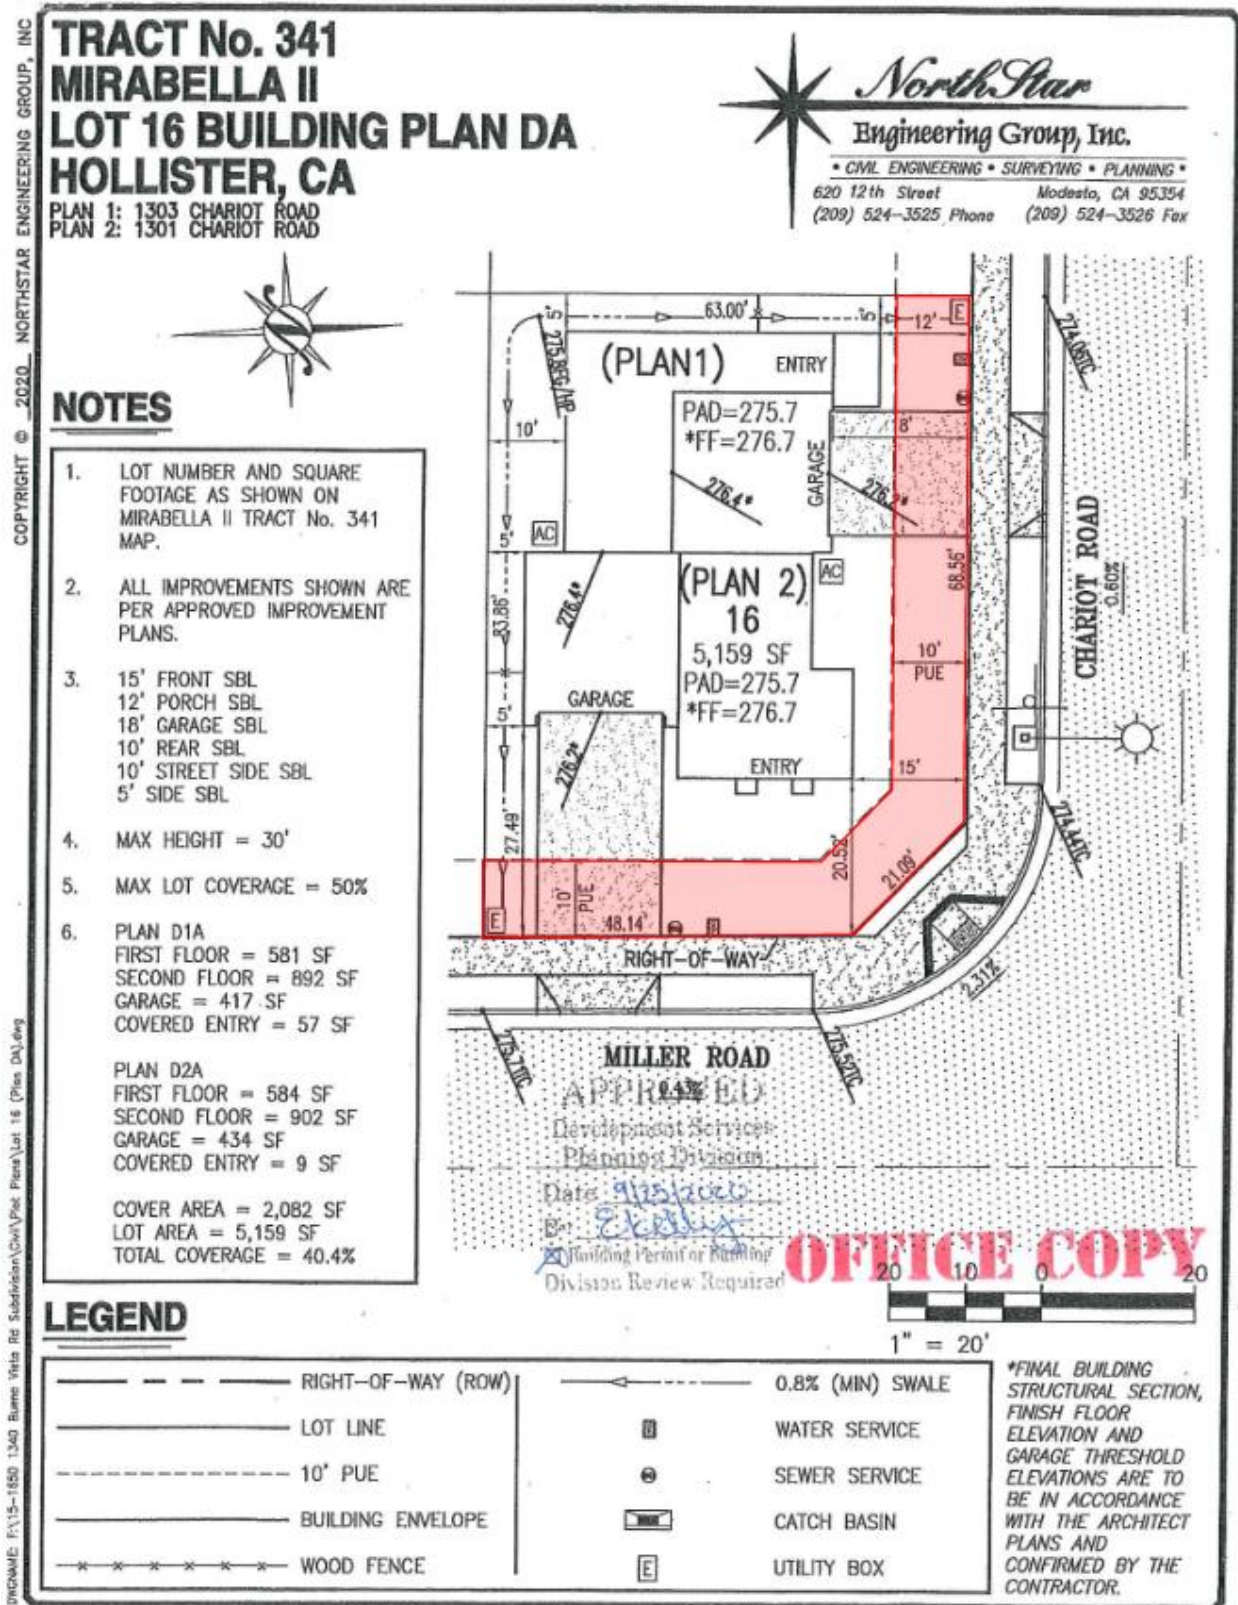 TRACT No. 341
MIRABELLA II
LOT 16 BUILDING PLAN DA
HOLLISTER, CA
PLAN 1: 1303 CHARIOT ROAD
PLAN 2: 1301 CHARIOT ROAD
NorthStar
Engineering Group, Inc.
• CIVIL ENGINEERING • SURVEYING • PLANNING •
620 12th Street Modesto, CA 95354
(209) 524-3525 Phone (209) 524-3526 Fax
COPYRIGHT © 2020 NORTHSTAR ENGINEERING GROUP, INC
NOTES
1. LOT NUMBER AND SQUARE
FOOTAGE AS SHOWN ON
MIRABELLA II TRACT No. 341
MAP.
2. ALL IMPROVEMENTS SHOWN ARE
PER APPROVED IMPROVEMENT
PLANS.
3. 15' FRONT SBL
12' PORCH SBL
18' GARAGE SBL
10' REAR SBL
10' STREET SIDE SBL
5' SIDE SBL
4. MAX HEIGHT = 30'
5. MAX LOT COVERAGE = 50%
6. PLAN D1A
FIRST FLOOR = 581 SF
SECOND FLOOR = 892 SF
GARAGE = 417 SF
COVERED ENTRY = 57 SF
PLAN D2A
FIRST FLOOR = 584 SF
SECOND FLOOR = 902 SF
GARAGE = 434 SF
COVERED ENTRY = 9 SF
COVER AREA = 2,082 SF
LOT AREA = 5,159 SF
TOTAL COVERAGE = 40.4%
5'
63.00'
5'
12'
E
275.8FG/HP
(PLAN1)
ENTRY
274.06TC
PAD=275.7
*FF=276.7
10'
8'
GARAGE
276.4*
276.2*
CHARIOT ROAD
0.60%
AC
5'
(PLAN 2)
AC
16
5,159 SF
PAD=275.7
*FF=276.7
68.56'
83.86'
276.4*
10'
PUE
GARAGE
5'
276.2*
ENTRY
15'
27.49'
20.52'
21.09'
274.44TC
10'
PUE
E
48.14'
RIGHT-OF-WAY
2.31%
275.71TC
275.52TC
MILLER ROAD
0.43%
APPROVED
Development Services
Planning Division
Date 9/25/2020
By: E Kelly
Building Permit or Building
Division Review Required
OFFICE COPY
20 10 0 20
1" = 20'
LEGEND
RIGHT-OF-WAY (ROW)
LOT LINE
10' PUE
BUILDING ENVELOPE
WOOD FENCE
0.8% (MIN) SWALE
WATER SERVICE
SEWER SERVICE
CATCH BASIN
E UTILITY BOX
*FINAL BUILDING
STRUCTURAL SECTION,
FINISH FLOOR
ELEVATION AND
GARAGE THRESHOLD
ELEVATIONS ARE TO
BE IN ACCORDANCE
WITH THE ARCHITECT
PLANS AND
CONFIRMED BY THE
CONTRACTOR.